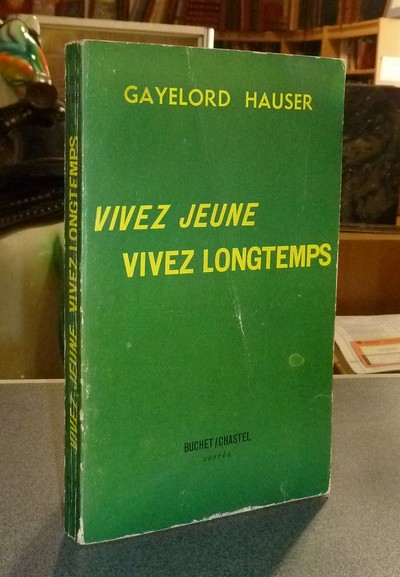 GAYELORD HAUSER
VIVEZ JEUNE
VIVEZ LONGTEMPS
BUCHET/CHASTEL
corrêa
VIVEZ JEUNE VIVEZ LONGTEMPS